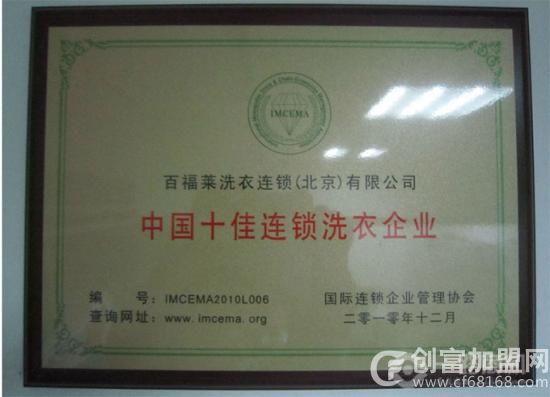 IMCEMA
百福莱洗衣连锁(北京)有限公司
中国十佳连锁洗衣企业
编 号：IMCEMA2010L006
查询网址：www.imcema.org
国际连锁企业管理协会
二零一零年十二月
创富加盟网
www.cf68168.com